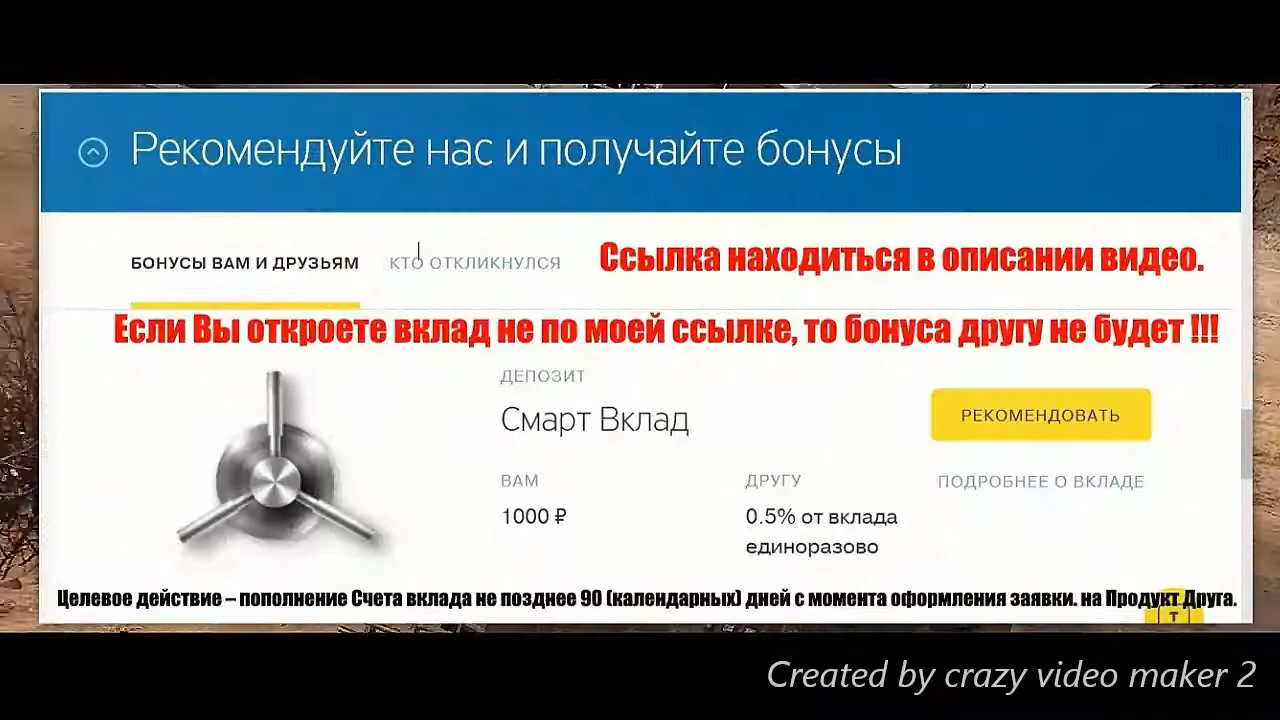 Рекомендуйте нас и получайте бонусы
БОНУСЫ ВАМ И ДРУЗЬЯМ КТО ОТКЛИКНУЛСЯ Ссылка находиться в описании видео.
Если Вы откроете вклад не по моей ссылке, то бонуса другу не будет !!!
ДЕПОЗИТ
Смарт Вклад
РЕКОМЕНДОВАТЬ
ВАМ ДРУГУ ПОДРОБНЕЕ О ВКЛАДЕ
1000 ₽ 0.5% от вклада
единоразово
Целевое действие – пополнение Счета вклада не позднее 90 (календарных) дней с момента оформления заявки. на Продукт Друга.
Т
Created by crazy video maker 2